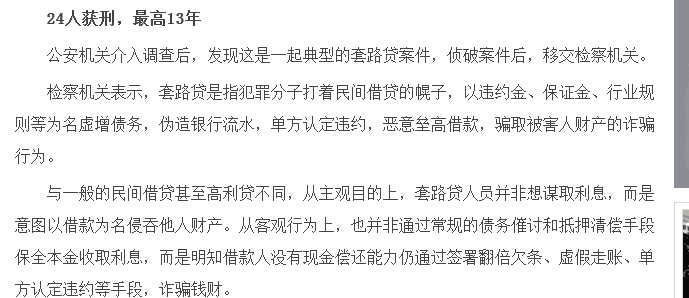 24人获刑，最高13年
公安机关介入调查后，发现这是一起典型的套路贷案件，侦破案件后，移交检察机关。
检察机关表示，套路贷是指犯罪分子打着民间借贷的幌子，以违约金、保证金、行业规
则等为名虚增债务，伪造银行流水，单方认定违约，恶意垒高借款，骗取被害人财产的诈骗
行为。
与一般的民间借贷甚至高利贷不同，从主观目的上，套路贷人员并非想谋取利息，而是
意图以借款为名侵吞他人财产。从客观行为上，也并非通过常规的债务催讨和抵押清偿手段
保全本金收取利息，而是明知借款人没有现金偿还能力仍通过签署翻倍欠条、虚假走账、单
方认定违约等手段，诈骗钱财。